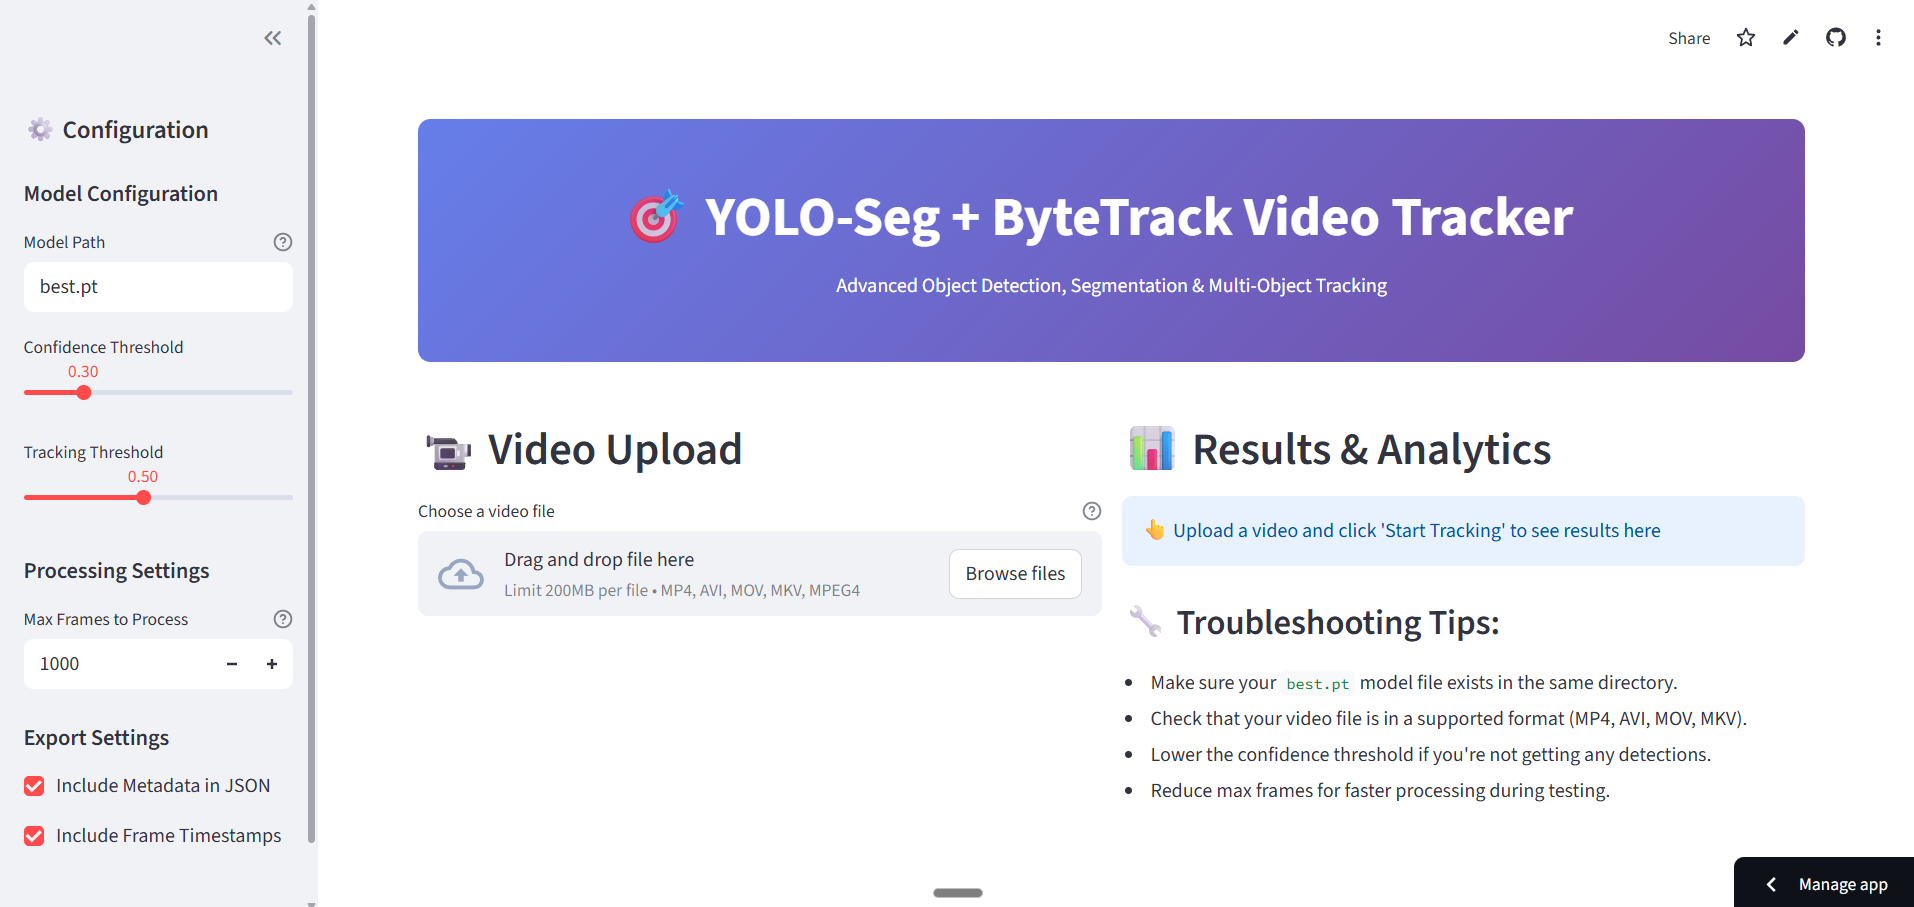 Share
Configuration
Model Configuration
Model Path
best.pt
Confidence Threshold
0.30
Tracking Threshold
0.50
Processing Settings
Max Frames to Process
1000
Export Settings
Include Metadata in JSON
Include Frame Timestamps
YOLO-Seg + ByteTrack Video Tracker
Advanced Object Detection, Segmentation & Multi-Object Tracking
Video Upload
Choose a video file
Drag and drop file here
Limit 200MB per file • MP4, AVI, MOV, MKV, MPEG4
Browse files
Results & Analytics
Upload a video and click 'Start Tracking' to see results here
Troubleshooting Tips:
Make sure your best.pt model file exists in the same directory.
Check that your video file is in a supported format (MP4, AVI, MOV, MKV).
Lower the confidence threshold if you're not getting any detections.
Reduce max frames for faster processing during testing.
Manage app